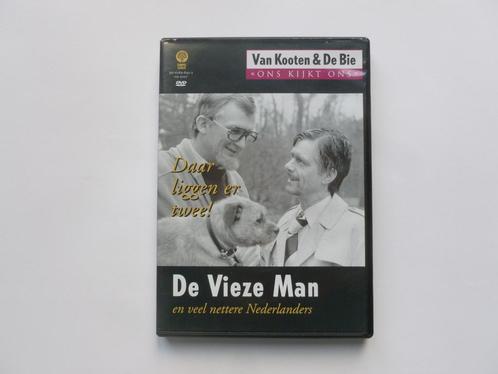 Van Kooten & De Bie
«ONS KIJKT ONS»
DVD
Daar
liggen er
twee!
De Vieze Man
en veel nettere Nederlanders